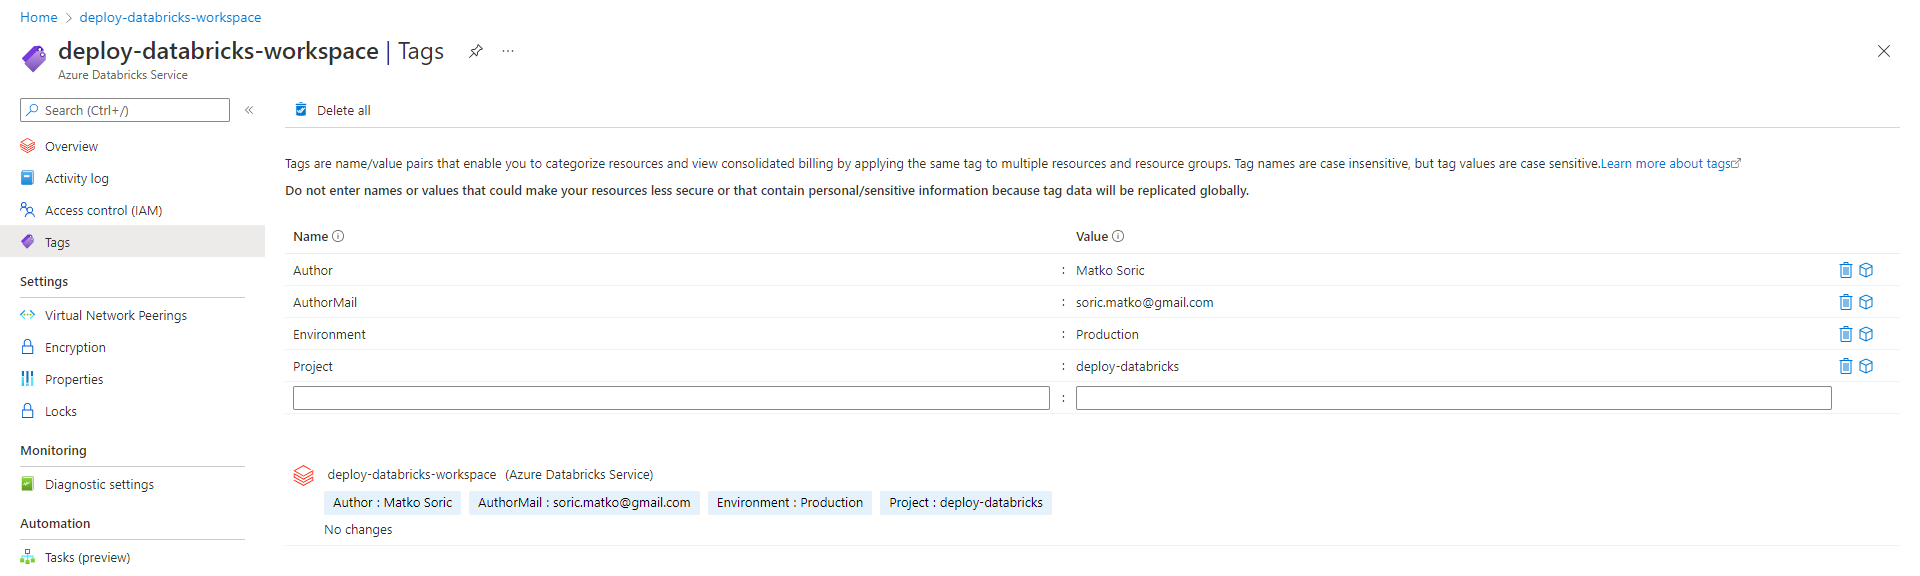 Home > deploy-databricks-workspace
deploy-databricks-workspace | Tags ...
Azure Databricks Service
Search (Ctrl+/) «
Overview
Activity log
Access control (IAM)
Tags
Settings
Virtual Network Peerings
Encryption
Properties
Locks
Monitoring
Diagnostic settings
Automation
Tasks (preview)
Delete all
Tags are name/value pairs that enable you to categorize resources and view consolidated billing by applying the same tag to multiple resources and resource groups. Tag names are case insensitive, but tag values are case sensitive.Learn more about tags
Do not enter names or values that could make your resources less secure or that contain personal/sensitive information because tag data will be replicated globally.
Name Value
Author : Matko Soric
AuthorMail : soric.matko@gmail.com
Environment : Production
Project : deploy-databricks
:
deploy-databricks-workspace (Azure Databricks Service)
Author : Matko Soric AuthorMail : soric.matko@gmail.com Environment : Production Project : deploy-databricks
No changes